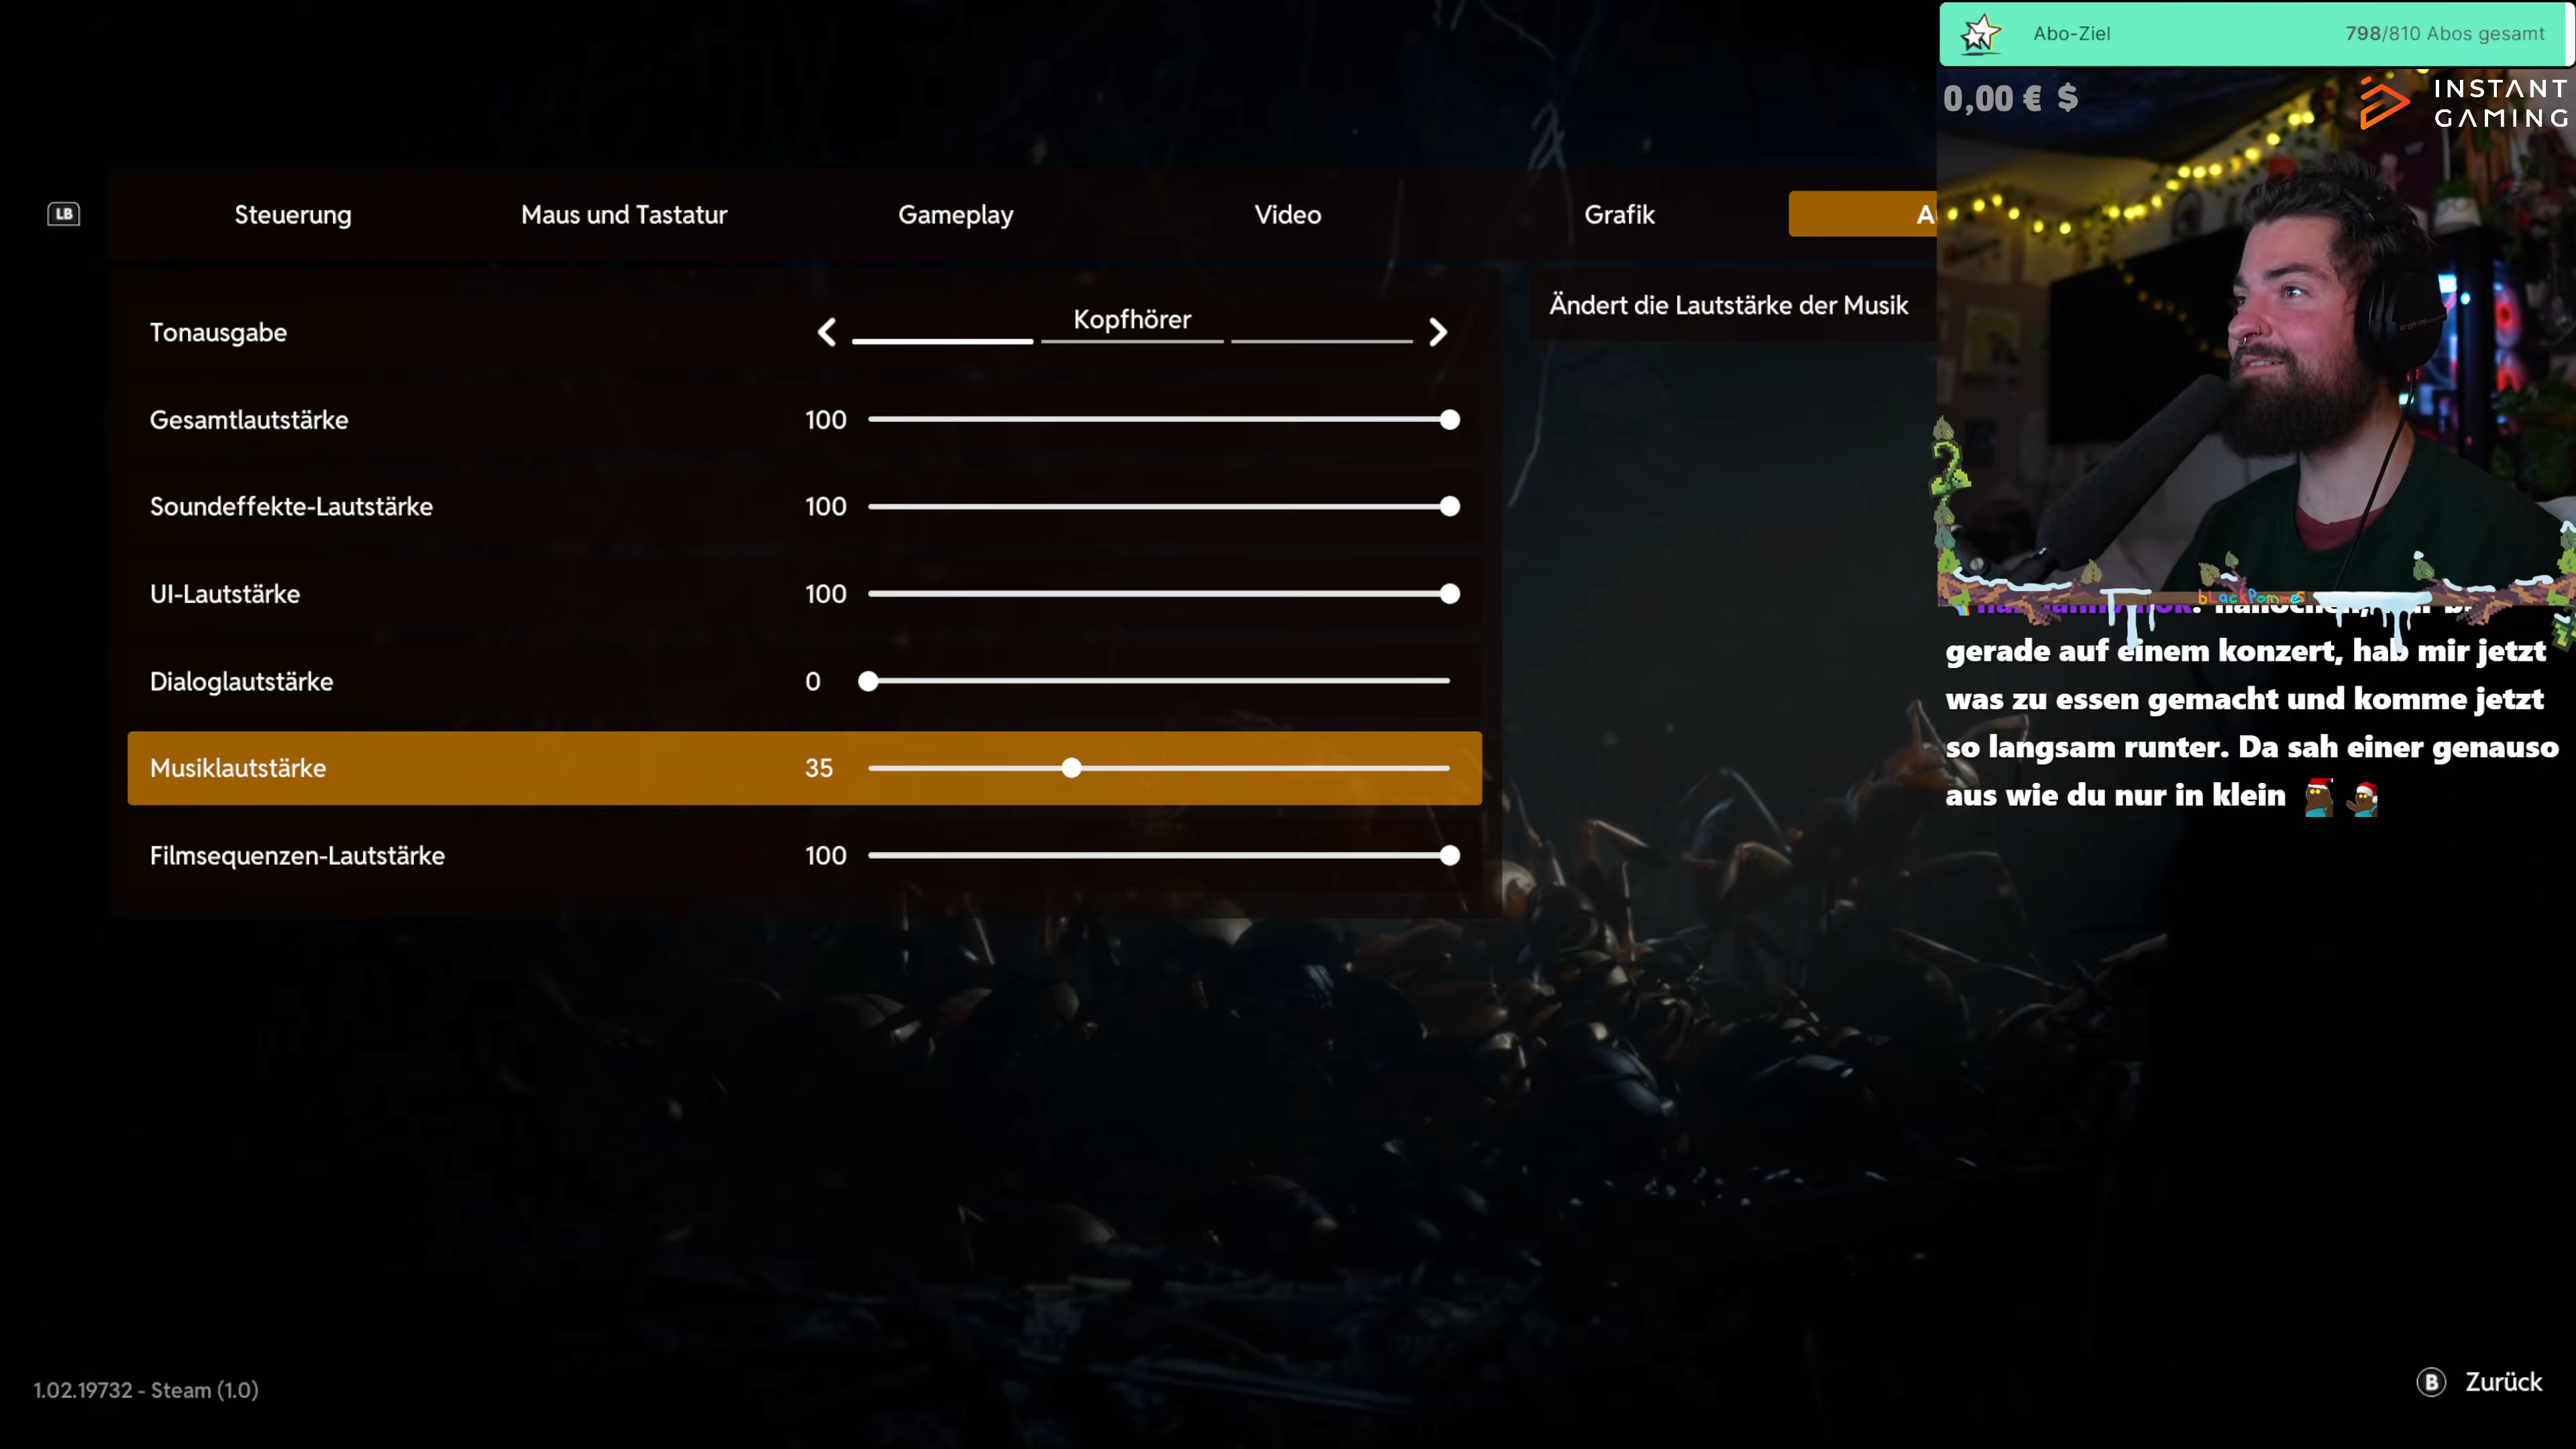 Abo-Ziel
798/810 Abos gesamt
0,00 € $
INSTANT
GAMING
LB
Steuerung
Maus und Tastatur
Gameplay
Video
Grafik
Tonausgabe
Kopfhörer
Ändert die Lautstärke der Musik
Gesamtlautstärke
100
Soundeffekte-Lautstärke
100
UI-Lautstärke
100
Dialoglautstärke
0
Musiklautstärke
35
Filmsequenzen-Lautstärke
100
blackPommes
gerade auf einem konzert, hab mir jetzt
was zu essen gemacht und komme jetzt
so langsam runter. Da sah einer genauso
aus wie du nur in klein
1.02.19732 - Steam (1.0)
B Zurück